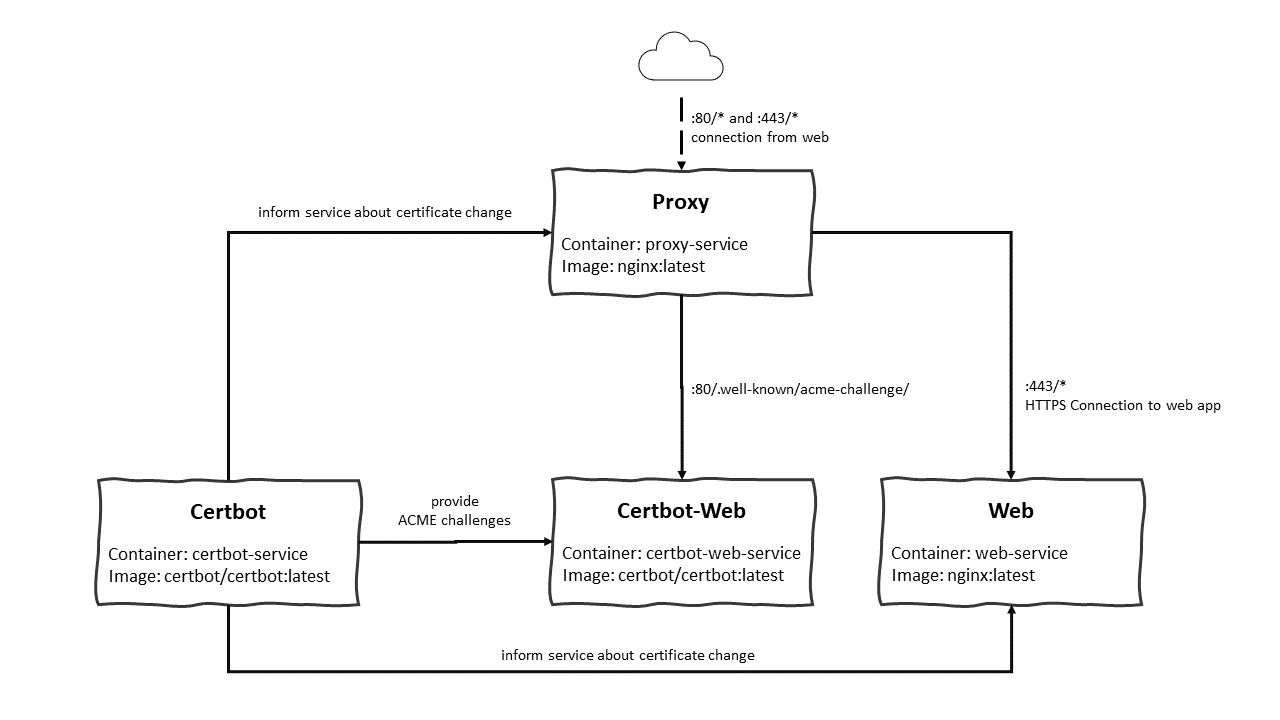 :80/* and :443/*
connection from web
Proxy
Container: proxy-service
Image: nginx:latest
inform service about certificate change
:80/.well-known/acme-challenge/
:443/*
HTTPS Connection to web app
Certbot
Container: certbot-service
Image: certbot/certbot:latest
provide
ACME challenges
Certbot-Web
Container: certbot-web-service
Image: certbot/certbot:latest
Web
Container: web-service
Image: nginx:latest
inform service about certificate change